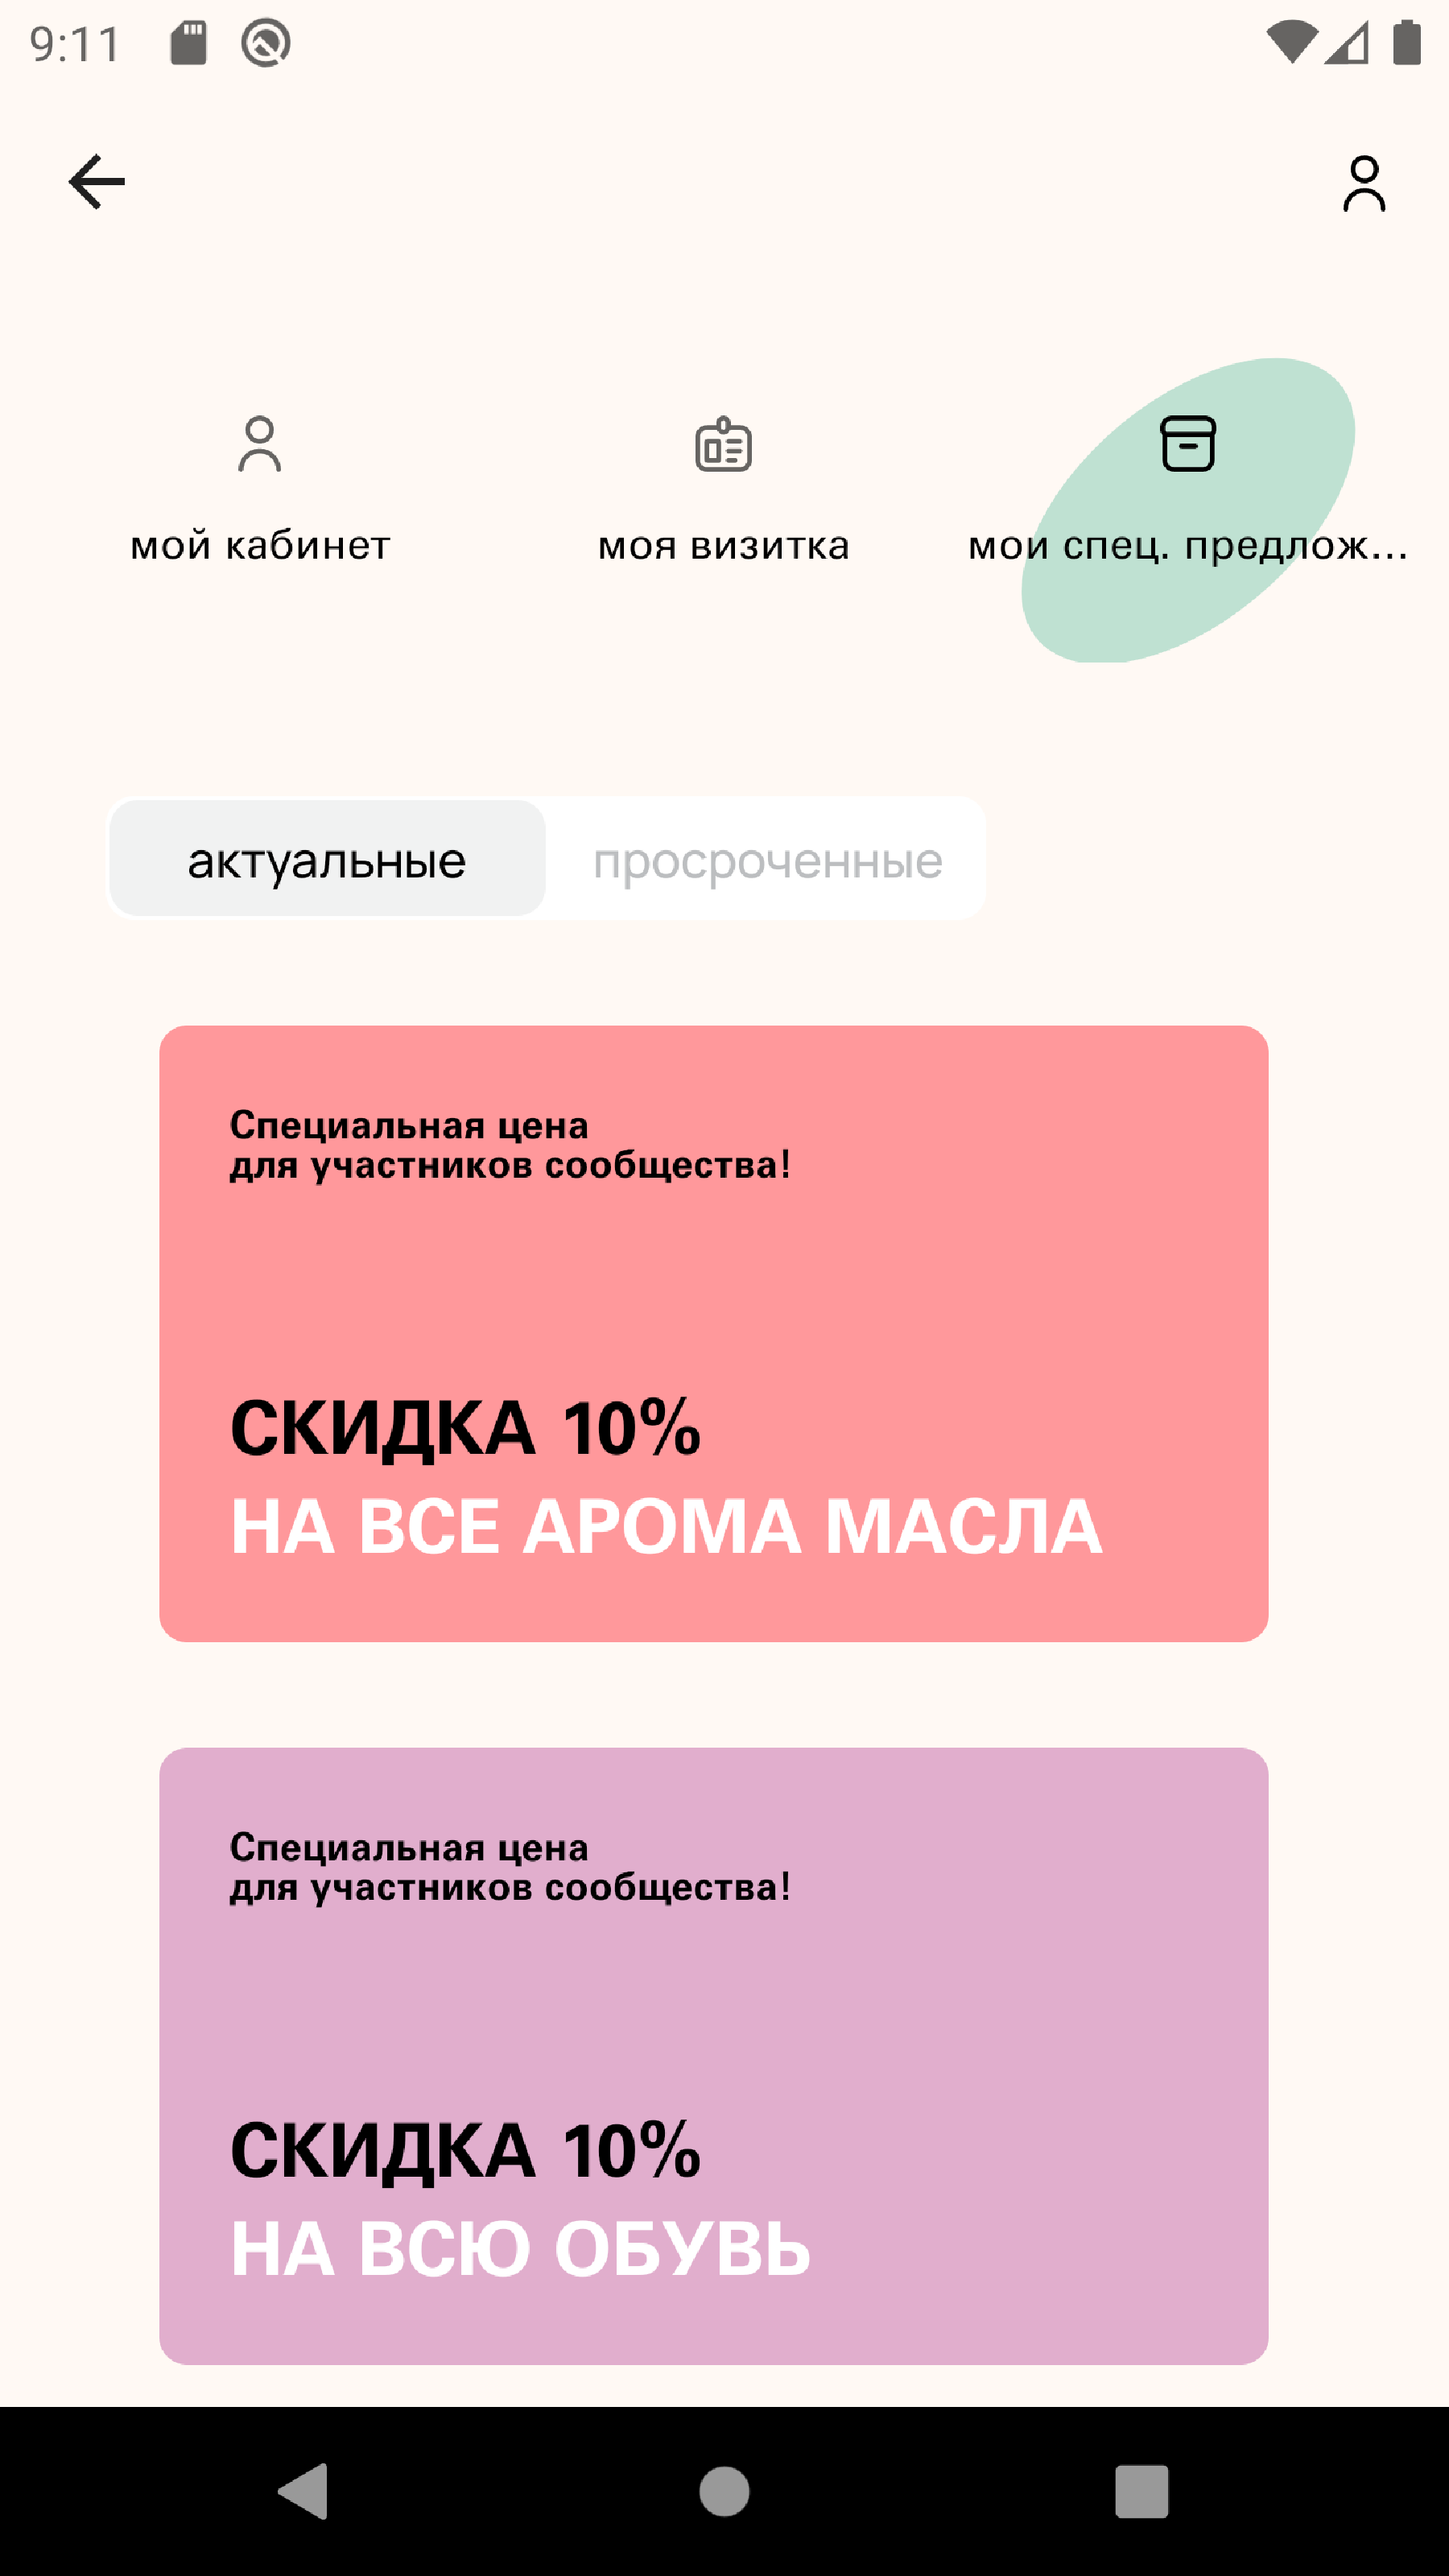 9:11
мой кабинет
моя визитка
мои спец. предлож...
актуальные
просроченные
Специальная цена
для участников сообщества!
СКИДКА 10%
НА ВСЕ АРОМА МАСЛА
Специальная цена
для участников сообщества!
СКИДКА 10%
НА ВСЮ ОБУВЬ